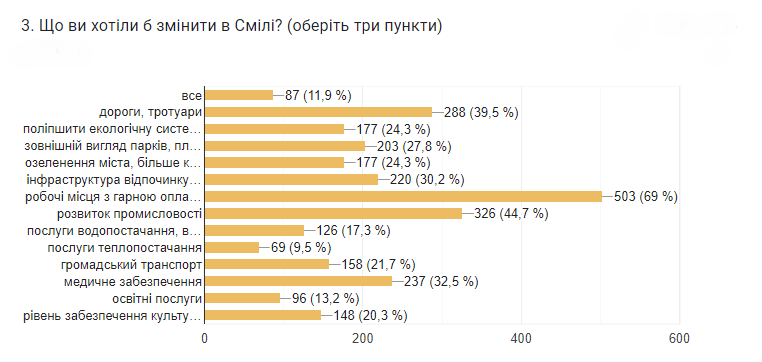 3. Що ви хотіли б змінити в Смілі? (оберіть три пункти)
все 87 (11,9 %)
дороги, тротуари 288 (39,5 %)
поліпшити екологічну систе... 177 (24,3 %)
зовнішній вигляд парків, пл... 203 (27,8 %)
озеленення міста, більше к... 177 (24,3 %)
інфраструктура відпочинку... 220 (30,2 %)
робочі місця з гарною опла... 503 (69 %)
розвиток промисловості 326 (44,7 %)
послуги водопостачання, в... 126 (17,3 %)
послуги теплопостачання 69 (9,5 %)
громадський транспорт 158 (21,7 %)
медичне забезпечення 237 (32,5 %)
освітні послуги 96 (13,2 %)
рівень забезпечення культу... 148 (20,3 %)
0 200 400 600